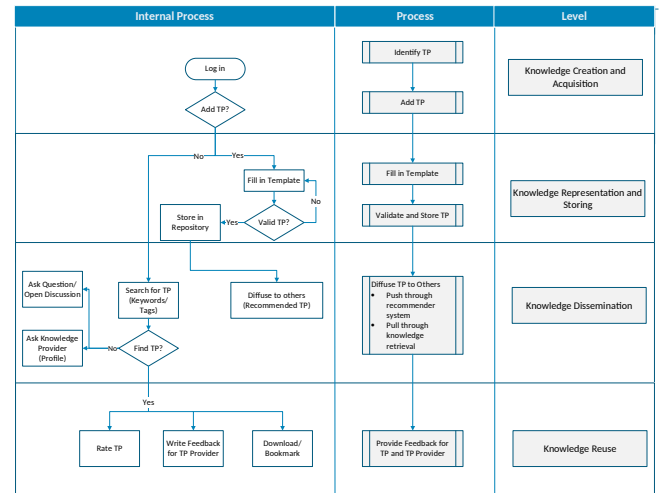 Internal Process
Process
Level
Log in
Add TP?
Identify TP
Add TP
Knowledge Creation and
Acquisition
No
Yes
Fill in Template
No
Valid TP?
Yes
Store in
Repository
Fill in Template
Validate and Store TP
Knowledge Representation and
Storing
Ask Question/
Open Discussion
Search for TP
(Keywords/
Tags)
Diffuse to others
(Recommended TP)
Ask Knowledge
Provider
(Profile)
No
Find TP?
Diffuse TP to Others
• Push through
recommender
system
• Pull through
knowledge
retrieval
Knowledge Dissemination
Yes
Rate TP
Write Feedback
for TP Provider
Download/
Bookmark
Provide Feedback for
TP and TP Provider
Knowledge Reuse